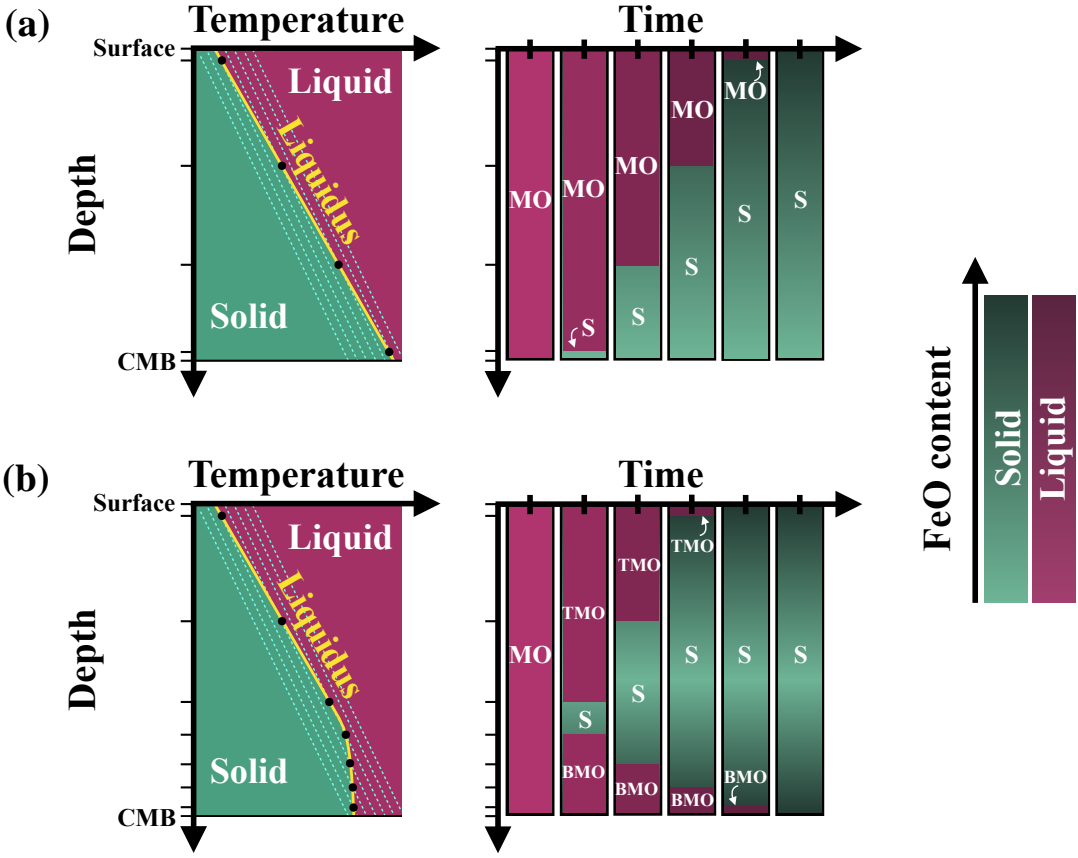 (a)
Temperature
Time
Surface
Depth
CMB
Liquid
Liquidus
Solid
MO
MO
S
MO
S
MO
S
MO
S
S
(b)
Temperature
Time
Surface
Depth
CMB
Liquid
Liquidus
Solid
MO
TMO
S
BMO
TMO
S
BMO
TMO
S
BMO
S
BMO
S
FeO content
Solid
Liquid